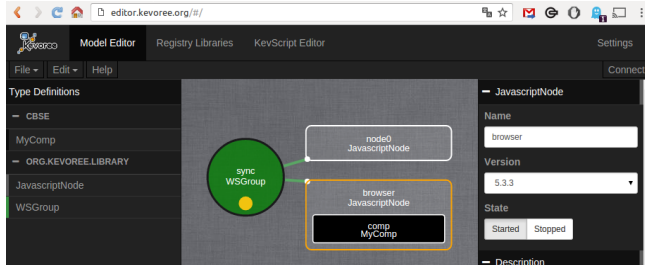 editor.kevoree.org/#/
Kevoree
Model Editor
Registry Libraries
KevScript Editor
Settings
File
Edit
Help
Connect
Type Definitions
CBSE
MyComp
ORG.KEVOREE.LIBRARY
JavascriptNode
WSGroup
sync
WSGroup
node0
JavascriptNode
browser
JavascriptNode
comp
MyComp
JavascriptNode
Name
browser
Version
5.3.3
State
Started Stopped
Description